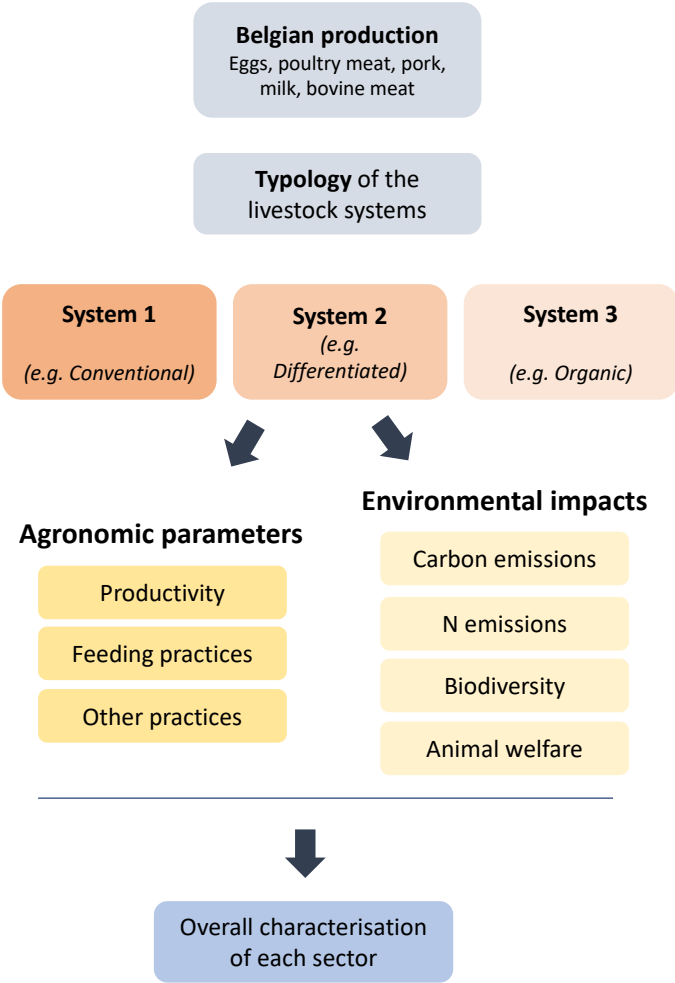 Belgian production
Eggs, poultry meat, pork,
milk, bovine meat
Typology of the
livestock systems
System 1
(e.g. Conventional)
System 2
(e.g.
Differentiated)
System 3
(e.g. Organic)
Agronomic parameters
Productivity
Feeding practices
Other practices
Environmental impacts
Carbon emissions
N emissions
Biodiversity
Animal welfare
Overall characterisation
of each sector